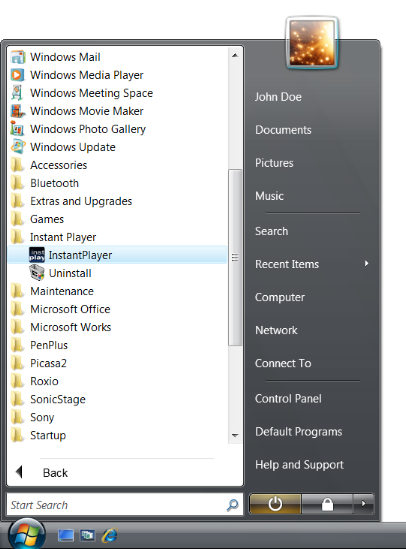 Windows Mail
Windows Media Player
Windows Meeting Space
Windows Movie Maker
Windows Photo Gallery
Windows Update
Accessories
Bluetooth
Extras and Upgrades
Games
Instant Player
inst play InstantPlayer
Uninstall
Maintenance
Microsoft Office
Microsoft Works
PenPlus
Picasa2
Roxio
SonicStage
Sony
Startup
Back
Start Search
John Doe
Documents
Pictures
Music
Search
Recent Items
Computer
Network
Connect To
Control Panel
Default Programs
Help and Support